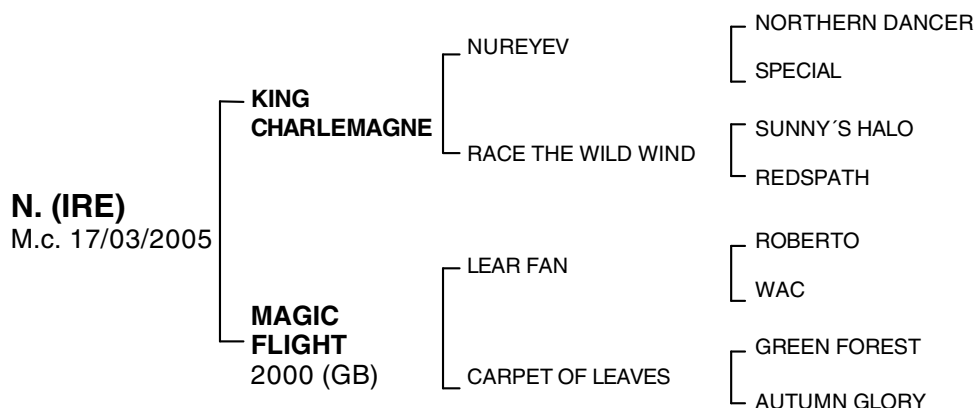 N. (IRE)
M.c. 17/03/2005
KING
CHARLEMAGNE
MAGIC
FLIGHT
2000 (GB)
NUREYEV
RACE THE WILD WIND
LEAR FAN
CARPET OF LEAVES
NORTHERN DANCER
SPECIAL
SUNNY´S HALO
REDSPATH
ROBERTO
WAC
GREEN FOREST
AUTUMN GLORY